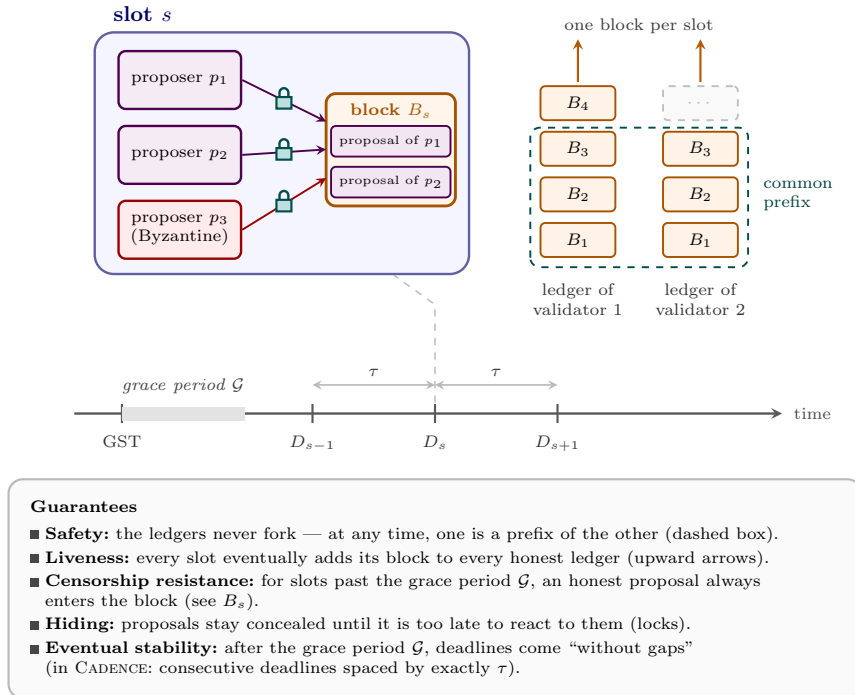 slot s
proposer p1
proposer p2
proposer p3
(Byzantine)
block Bs
proposal of p1
proposal of p2
one block per slot
B4
B3
B2
B1
···
B3
B2
B1
common
prefix
ledger of
validator 1
ledger of
validator 2
grace period 𝒢
τ
τ
time
GST
Ds−1
Ds
Ds+1
Guarantees
Safety: the ledgers never fork — at any time, one is a prefix of the other (dashed box).
Liveness: every slot eventually adds its block to every honest ledger (upward arrows).
Censorship resistance: for slots past the grace period 𝒢, an honest proposal always
enters the block (see Bs).
Hiding: proposals stay concealed until it is too late to react to them (locks).
Eventual stability: after the grace period 𝒢, deadlines come “without gaps”
(in CADENCE: consecutive deadlines spaced by exactly τ).